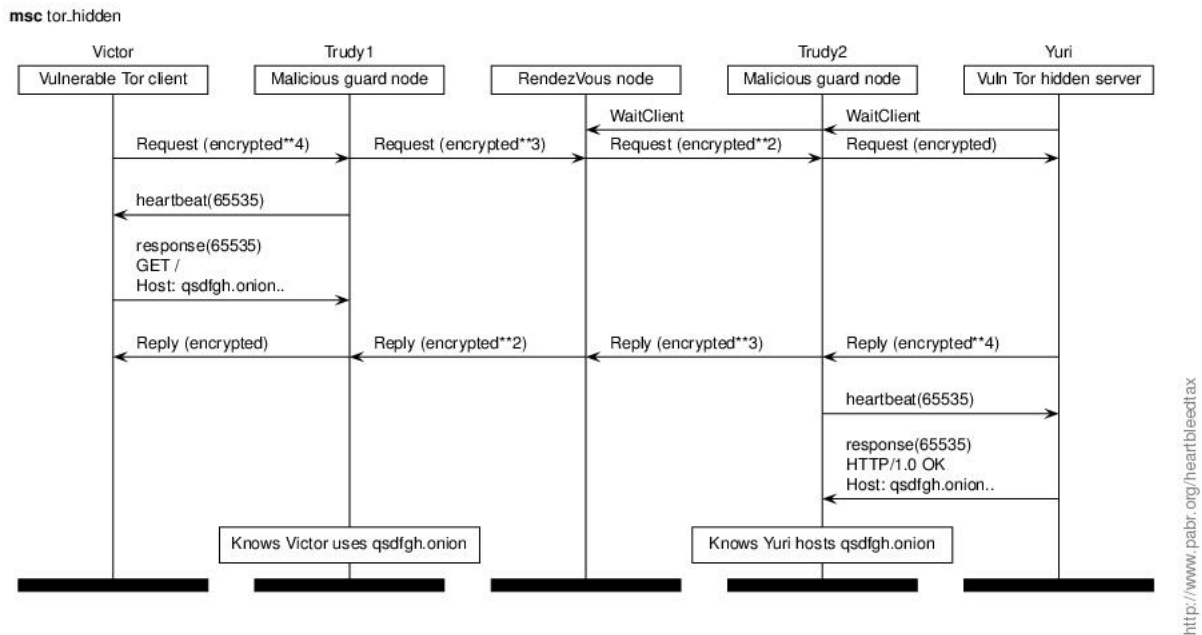 msc tor_hidden
Victor
Trudy1
Trudy2
Yuri
Vulnerable Tor client
Malicious guard node
RendezVous node
Malicious guard node
Vuln Tor hidden server
WaitClient
WaitClient
Request (encrypted**4)
Request (encrypted**3)
Request (encrypted**2)
Request (encrypted)
heartbeat(65535)
response(65535)
GET /
Host: qsdfgh.onion..
Reply (encrypted)
Reply (encrypted**2)
Reply (encrypted**3)
Reply (encrypted**4)
heartbeat(65535)
response(65535)
HTTP/1.0 OK
Host: qsdfgh.onion..
Knows Victor uses qsdfgh.onion
Knows Yuri hosts qsdfgh.onion
http://www.pabr.org/heartbleedtax